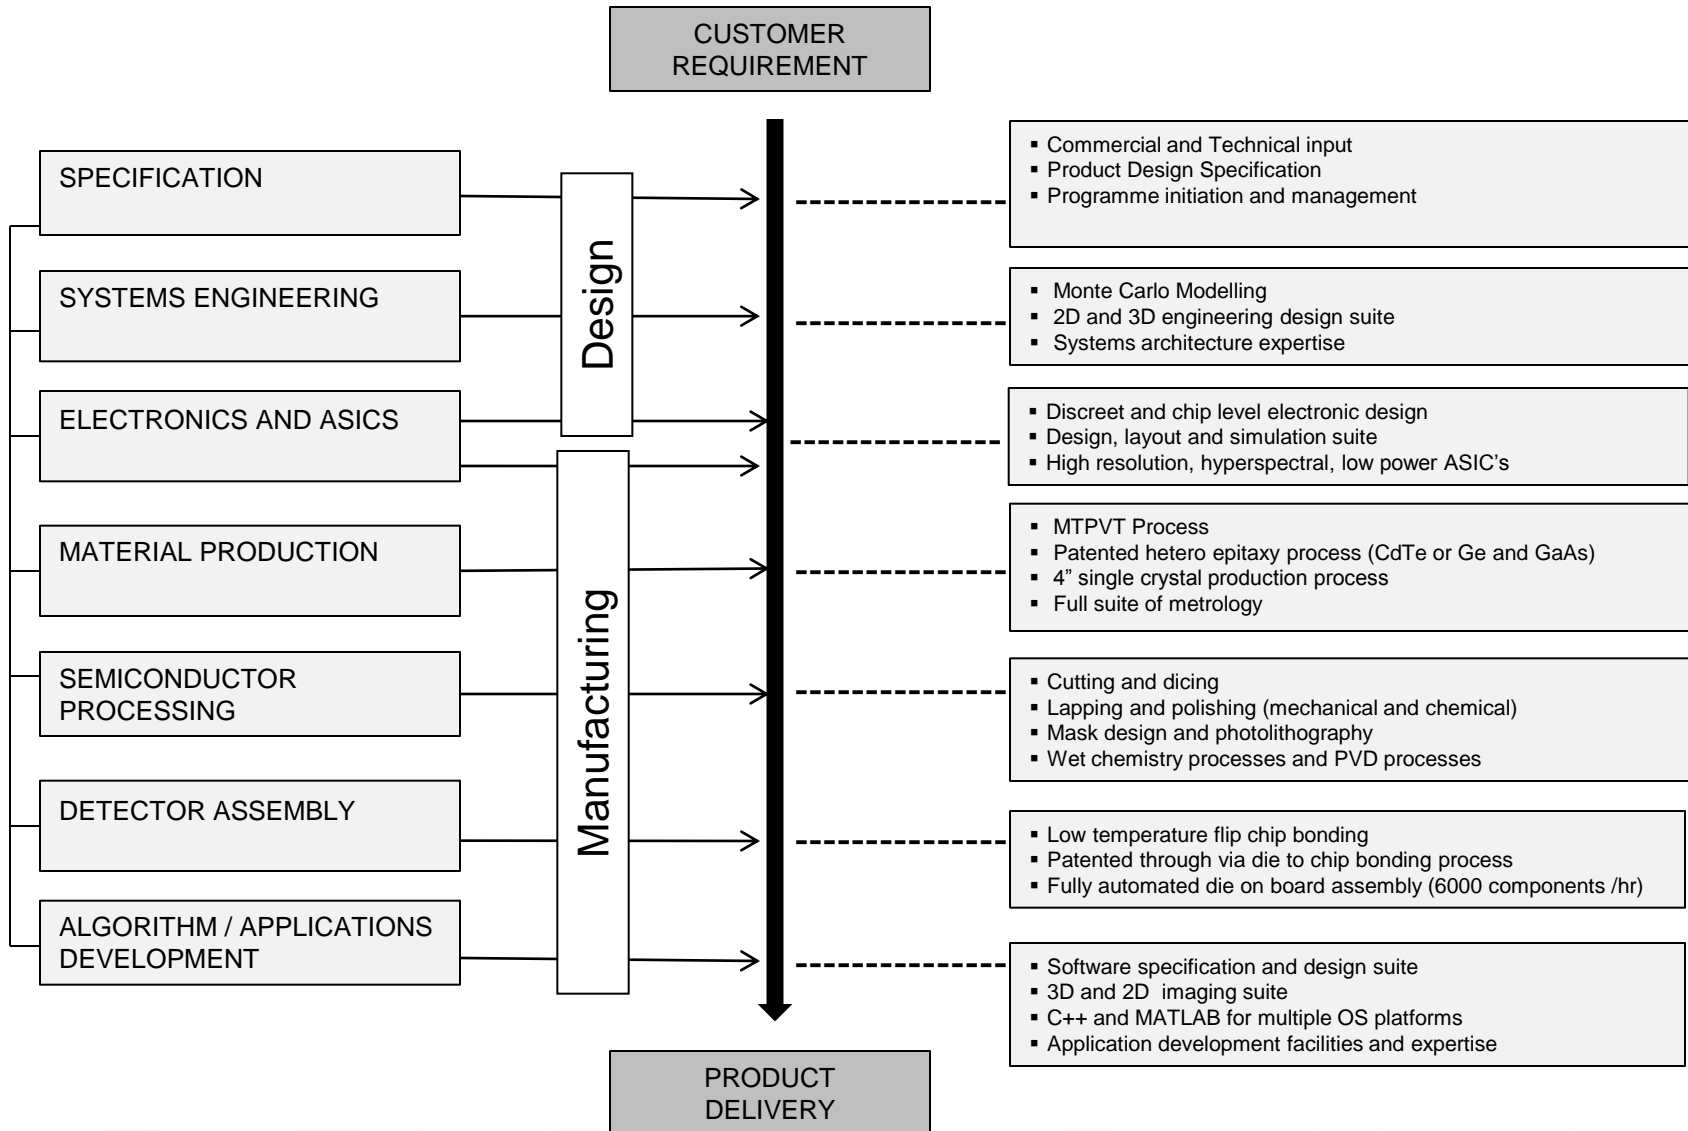 CUSTOMER
REQUIREMENT
SPECIFICATION
▪ Commercial and Technical input
▪ Product Design Specification
▪ Programme initiation and management
Design
SYSTEMS ENGINEERING
▪ Monte Carlo Modelling
▪ 2D and 3D engineering design suite
▪ Systems architecture expertise
ELECTRONICS AND ASICS
▪ Discreet and chip level electronic design
▪ Design, layout and simulation suite
▪ High resolution, hyperspectral, low power ASIC’s
Manufacturing
MATERIAL PRODUCTION
▪ MTPVT Process
▪ Patented hetero epitaxy process (CdTe or Ge and GaAs)
▪ 4” single crystal production process
▪ Full suite of metrology
SEMICONDUCTOR
PROCESSING
▪ Cutting and dicing
▪ Lapping and polishing (mechanical and chemical)
▪ Mask design and photolithography
▪ Wet chemistry processes and PVD processes
DETECTOR ASSEMBLY
▪ Low temperature flip chip bonding
▪ Patented through via die to chip bonding process
▪ Fully automated die on board assembly (6000 components /hr)
ALGORITHM / APPLICATIONS
DEVELOPMENT
▪ Software specification and design suite
▪ 3D and 2D imaging suite
▪ C++ and MATLAB for multiple OS platforms
▪ Application development facilities and expertise
PRODUCT
DELIVERY